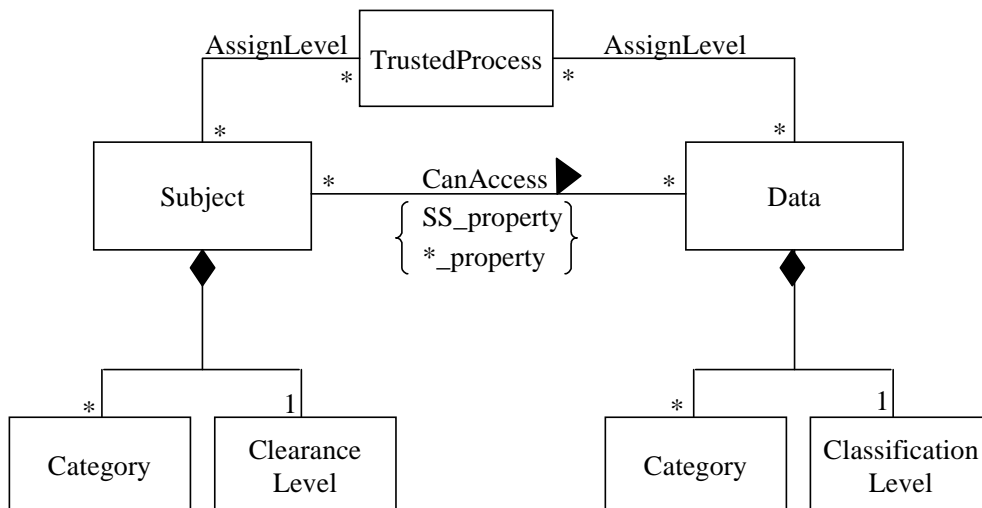 AssignLevel
TrustedProcess
AssignLevel
*
*
*
*
Subject
*
CanAccess
*
Data
SS_property
*_property
*
1
*
1
Category
Clearance
Level
Category
Classification
Level